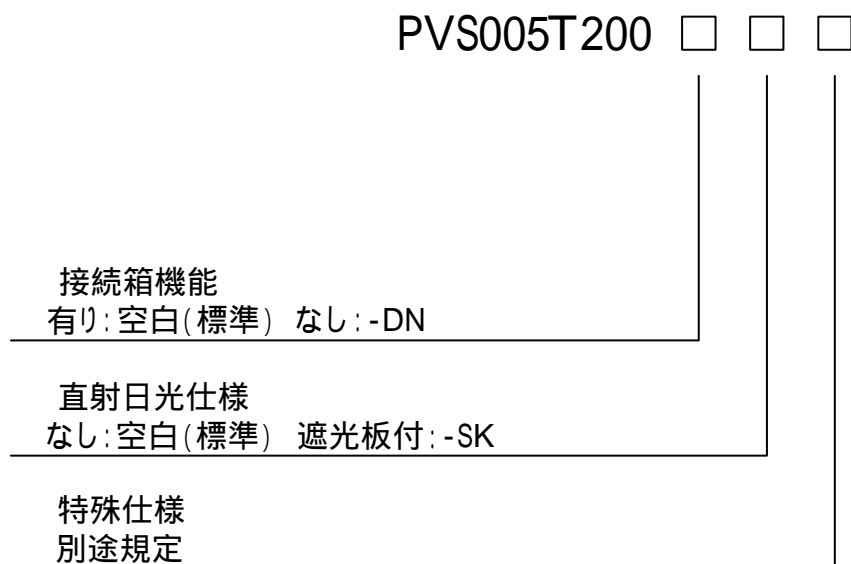 PVS005T200 □ □ □
接続箱機能
有り:空白(標準) なし:-DN
直射日光仕様
なし:空白(標準) 遮光板付:-SK
特殊仕様
別途規定